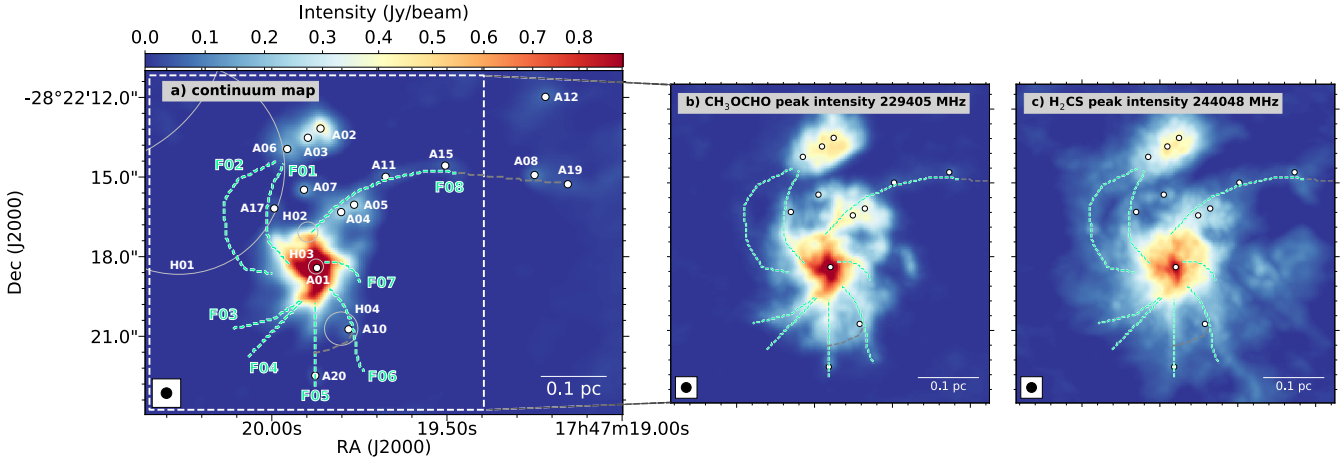 Intensity (Jy/beam)
0.0 0.1 0.2 0.3 0.4 0.5 0.6 0.7 0.8
a) continuum map
b) CH₃OCHO peak intensity 229405 MHz
c) H₂CS peak intensity 244048 MHz
-28°22'12.0"
15.0"
18.0"
21.0"
Dec (J2000)
A12
A02
A03
A06
F02
F01
A07
A11
A15
F08
A08
A19
A17
H02
A05
A04
H01
H03
A01
F07
F03
H04
A10
F04
A20
F05
F06
0.1 pc
0.1 pc
0.1 pc
20.00s
19.50s
17h47m19.00s
RA (J2000)